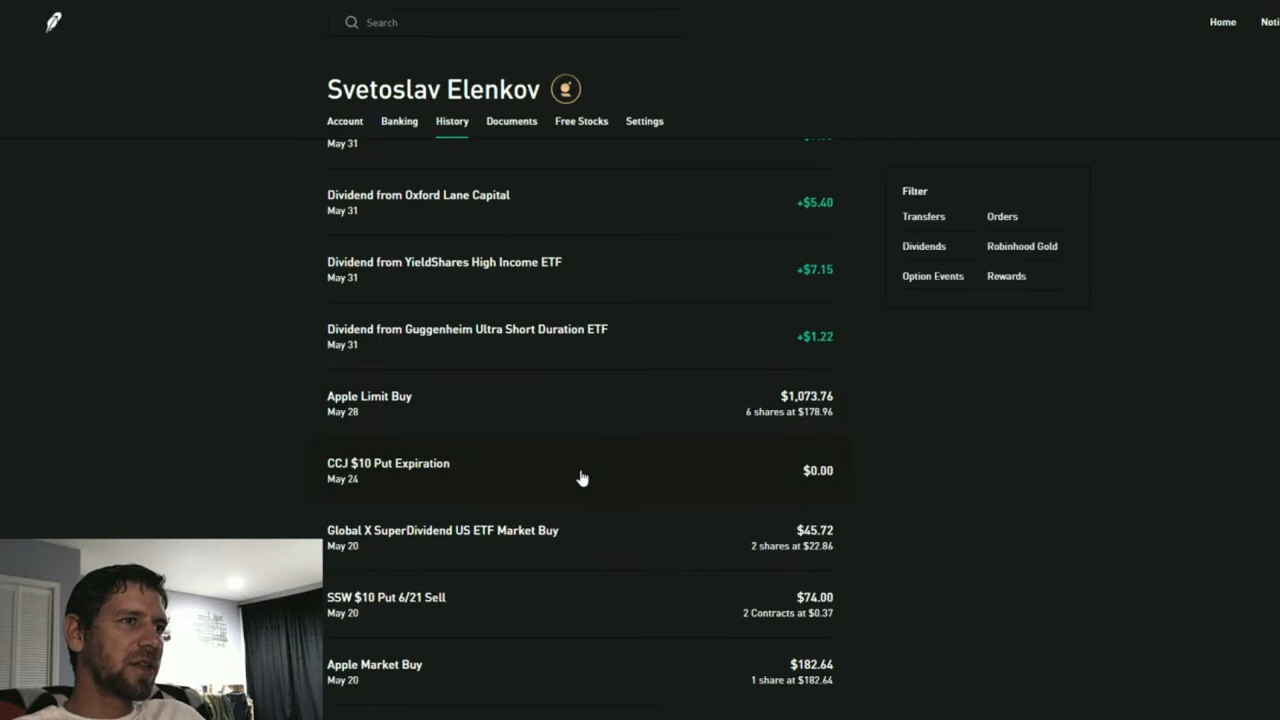 Search
Home
Noti
Svetoslav Elenkov
Account Banking History Documents Free Stocks Settings
May 31
Dividend from Oxford Lane Capital
May 31
+$5.40
Dividend from YieldShares High Income ETF
May 31
+$7.15
Dividend from Guggenheim Ultra Short Duration ETF
May 31
+$1.22
Apple Limit Buy
May 28
$1,073.76
6 shares at $178.96
CCJ $10 Put Expiration
May 24
$0.00
Global X SuperDividend US ETF Market Buy
May 20
$45.72
2 shares at $22.86
SSW $10 Put 6/21 Sell
May 20
$74.00
2 Contracts at $0.37
Apple Market Buy
May 20
$182.64
1 share at $182.64
Filter
Transfers Orders
Dividends Robinhood Gold
Option Events Rewards